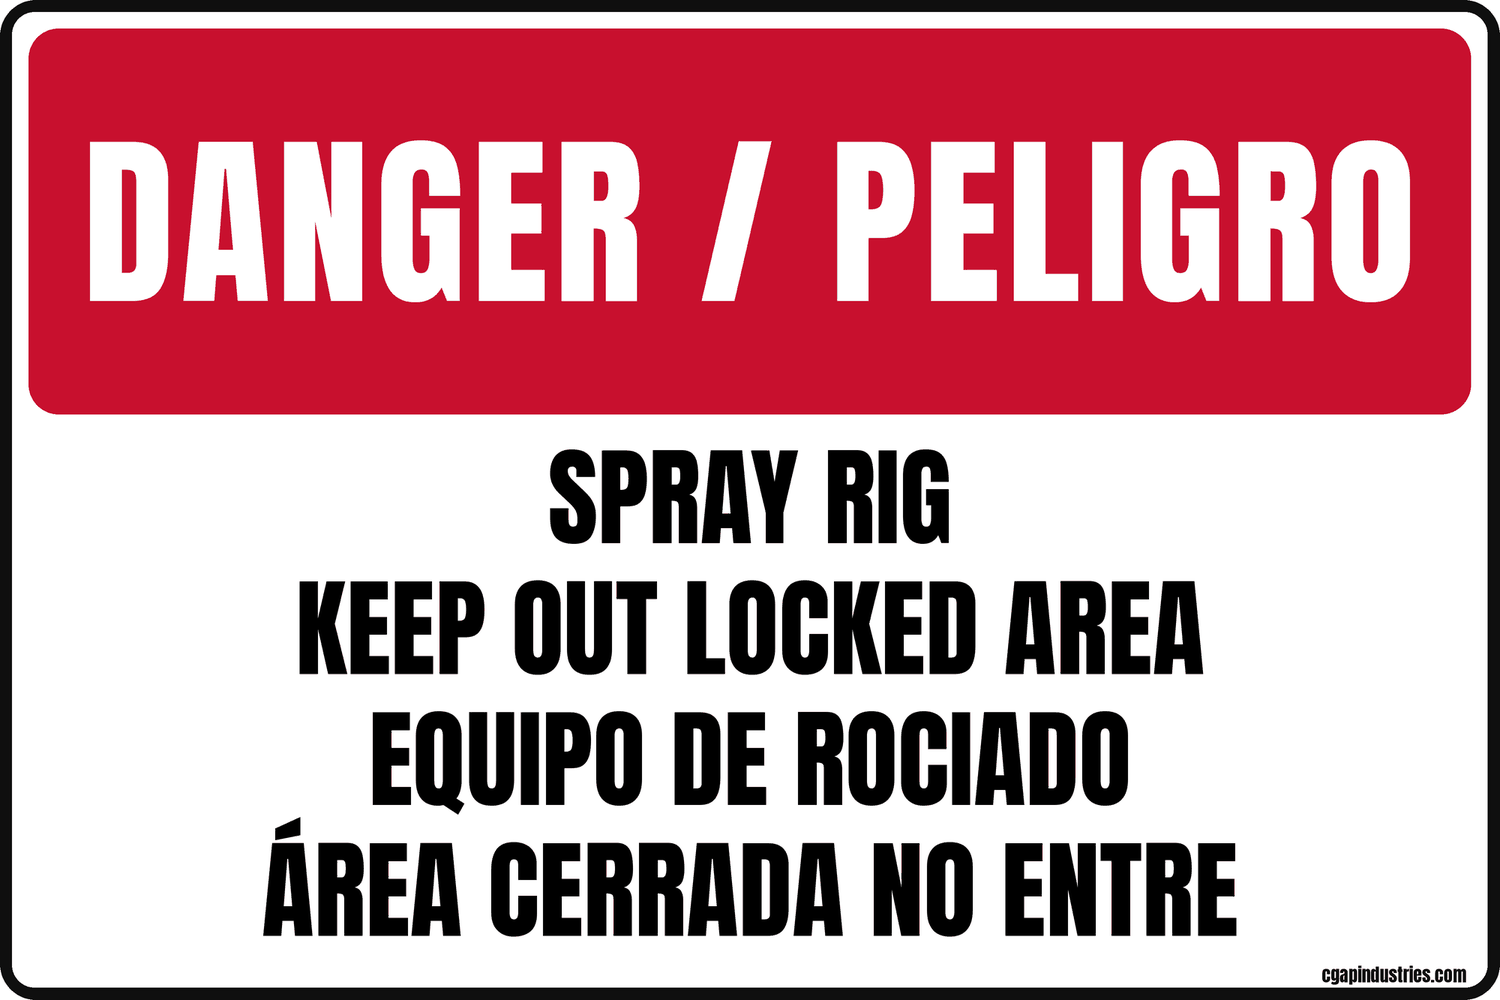 DANGER / PELIGRO
SPRAY RIG
KEEP OUT LOCKED AREA
EQUIPO DE ROCIADO
ÁREA CERRADA NO ENTRE
cgapindustries.com